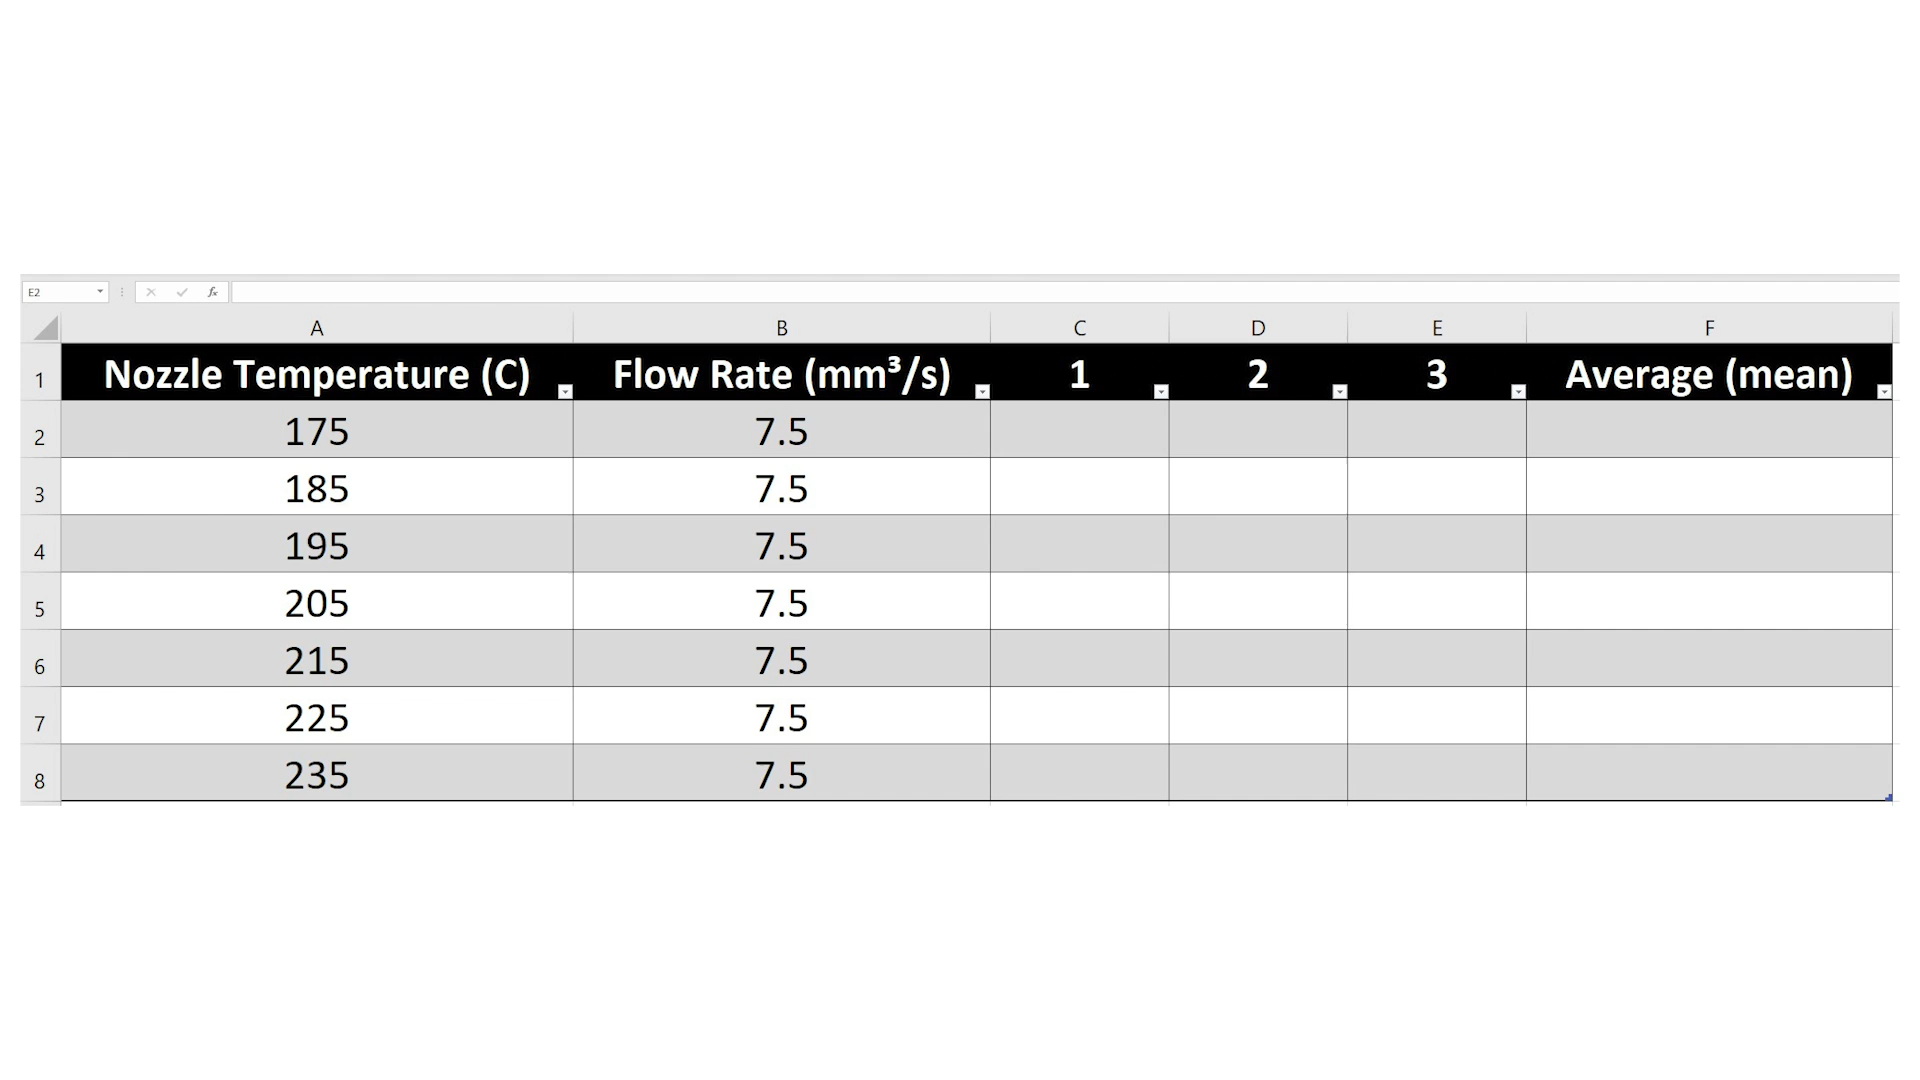 E2 fx
A B C D E F
1 Nozzle Temperature (C) Flow Rate (mm³/s) 1 2 3 Average (mean)
2 175 7.5
3 185 7.5
4 195 7.5
5 205 7.5
6 215 7.5
7 225 7.5
8 235 7.5